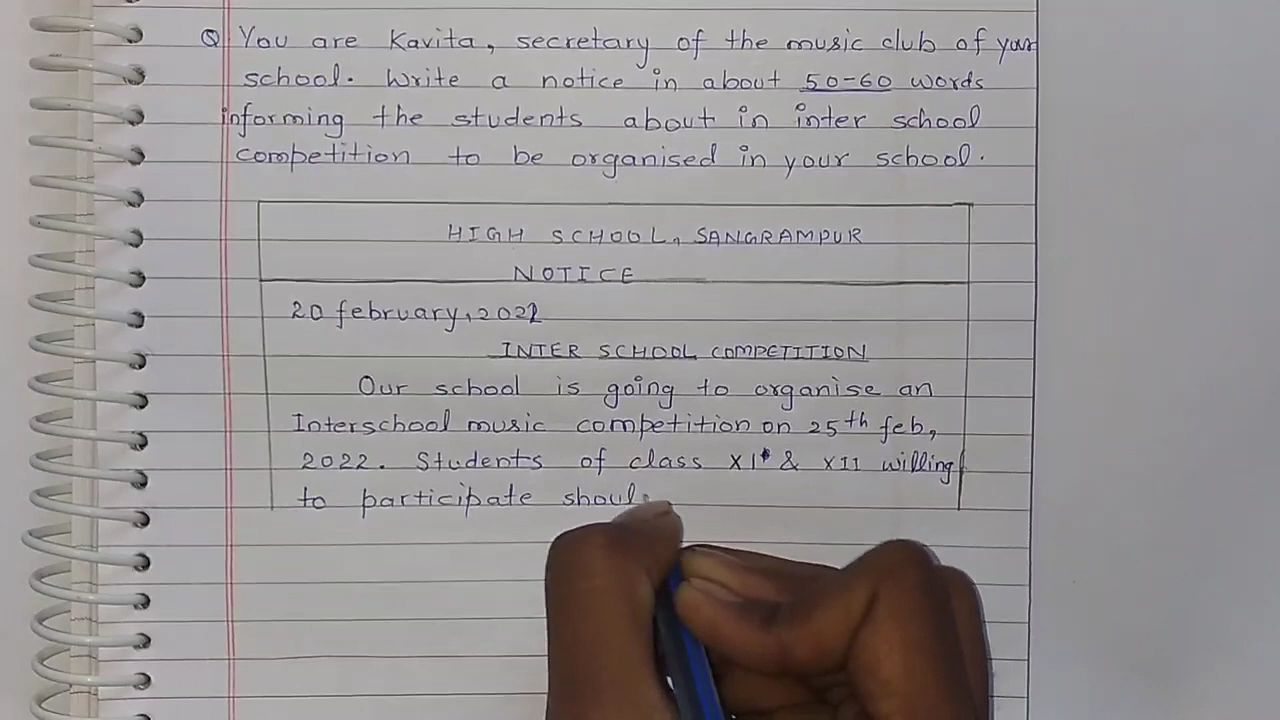 Q You are Kavita, secretary of the music club of your
school. Write a notice in about 50-60 words
informing the students about in inter school
competition to be organised in your school.
HIGH SCHOOL, SANGRAMPUR
NOTICE
20 february, 2022
INTER SCHOOL COMPETITION
Our school is going to organise an
Interschool music competition on 25th feb,
2022. Students of class XI & XII willing
to participate shoul